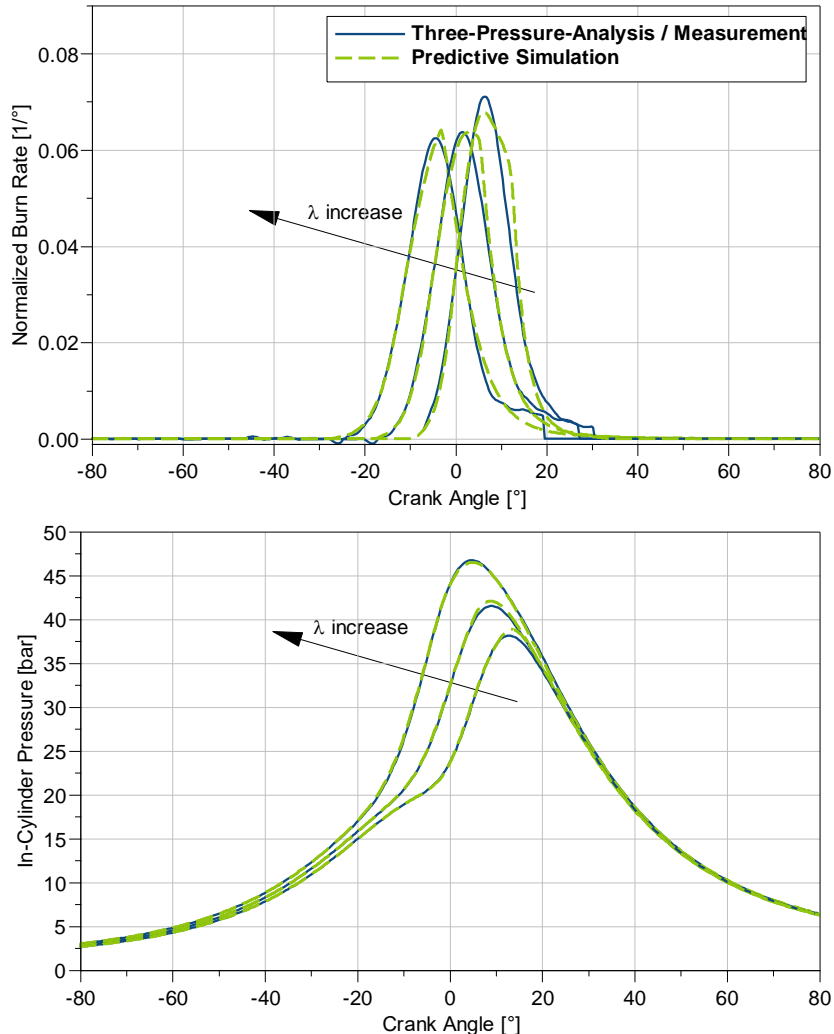 Three-Pressure-Analysis / Measurement
Predictive Simulation
Normalized Burn Rate [1/°]
0.08
0.06
0.04
0.02
0.00
λ increase
-80 -60 -40 -20 0 20 40 60 80
Crank Angle [°]
In-Cylinder Pressure [bar]
50
45
40
35
30
25
20
15
10
5
0
λ increase
-80 -60 -40 -20 0 20 40 60 80
Crank Angle [°]